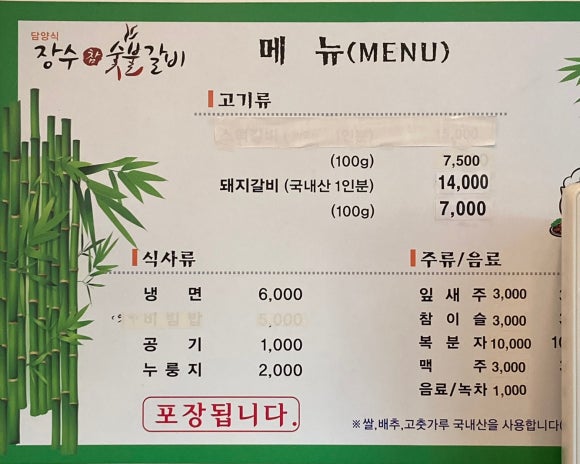 담양식
장수 참 숯불갈비
메 뉴(MENU)
고기류
(100g) 7,500
돼지갈비 (국내산 1인분) 14,000
(100g) 7,000
식사류
냉 면 6,000
비빔밥 5,000
공 기 1,000
누룽지 2,000
포장됩니다.
주류/음료
잎 새 주 3,000
참 이 슬 3,000
복 분 자 10,000
맥 주 3,000
음료/녹차 1,000
※쌀,배추,고춧가루 국내산을 사용합니다